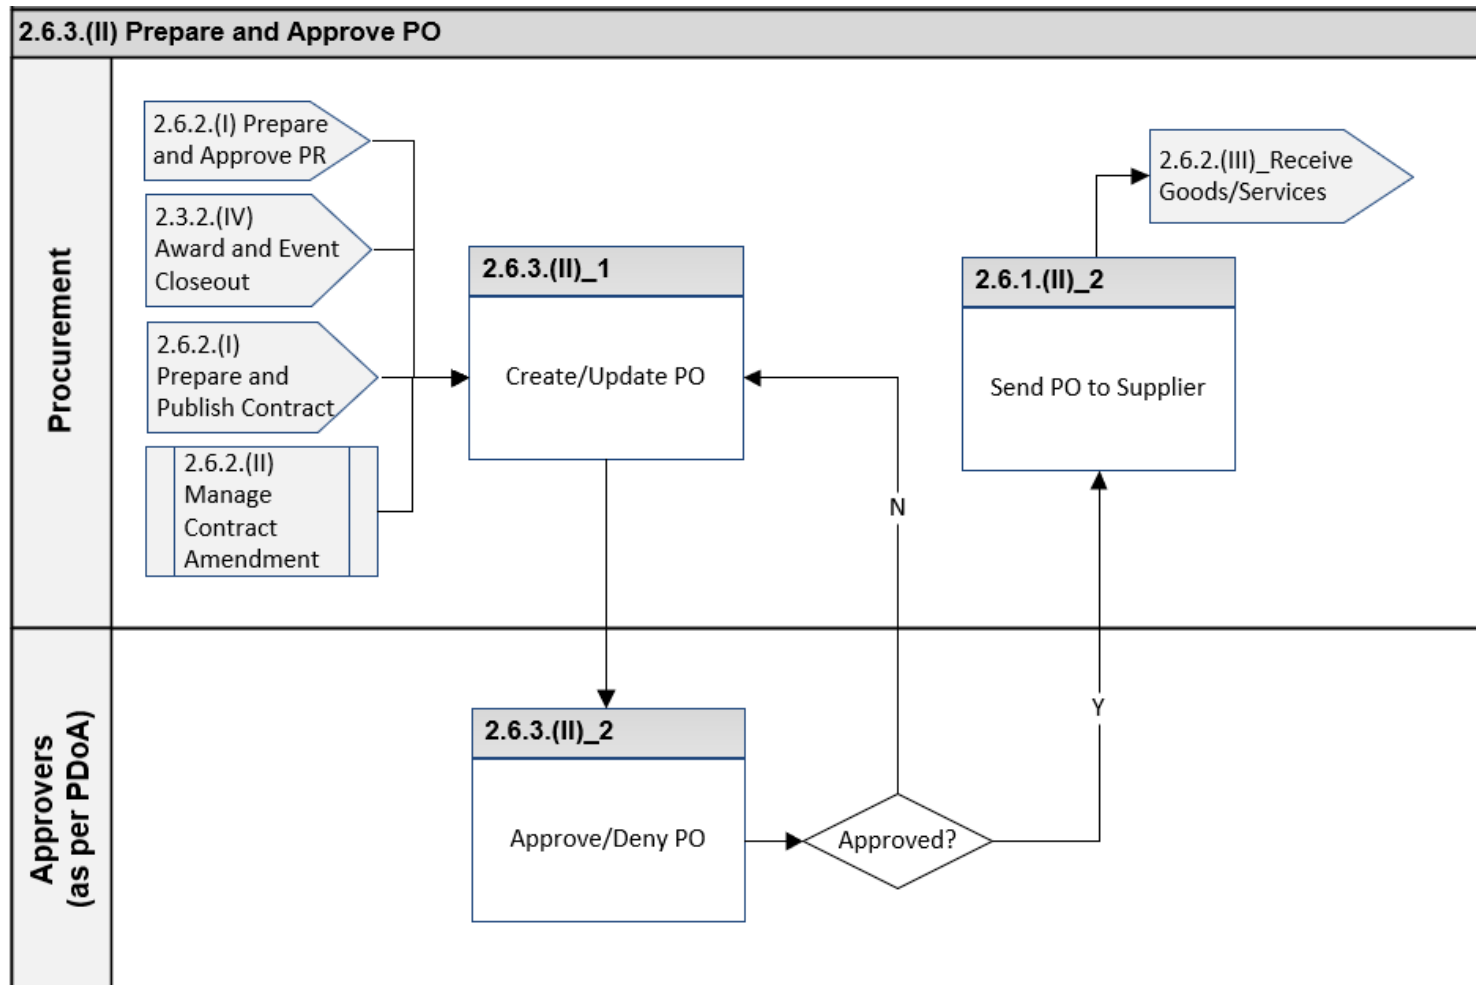 2.6.3.(II) Prepare and Approve PO
Procurement
2.6.2.(I) Prepare
and Approve PR
2.3.2.(IV)
Award and Event
Closeout
2.6.2.(I)
Prepare and
Publish Contract
2.6.2.(II)
Manage
Contract
Amendment
2.6.3.(II)_1
Create/Update PO
N
2.6.1.(II)_2
Send PO to Supplier
2.6.2.(III)_Receive
Goods/Services
Y
Approvers
(as per PDoA)
2.6.3.(II)_2
Approve/Deny PO
Approved?